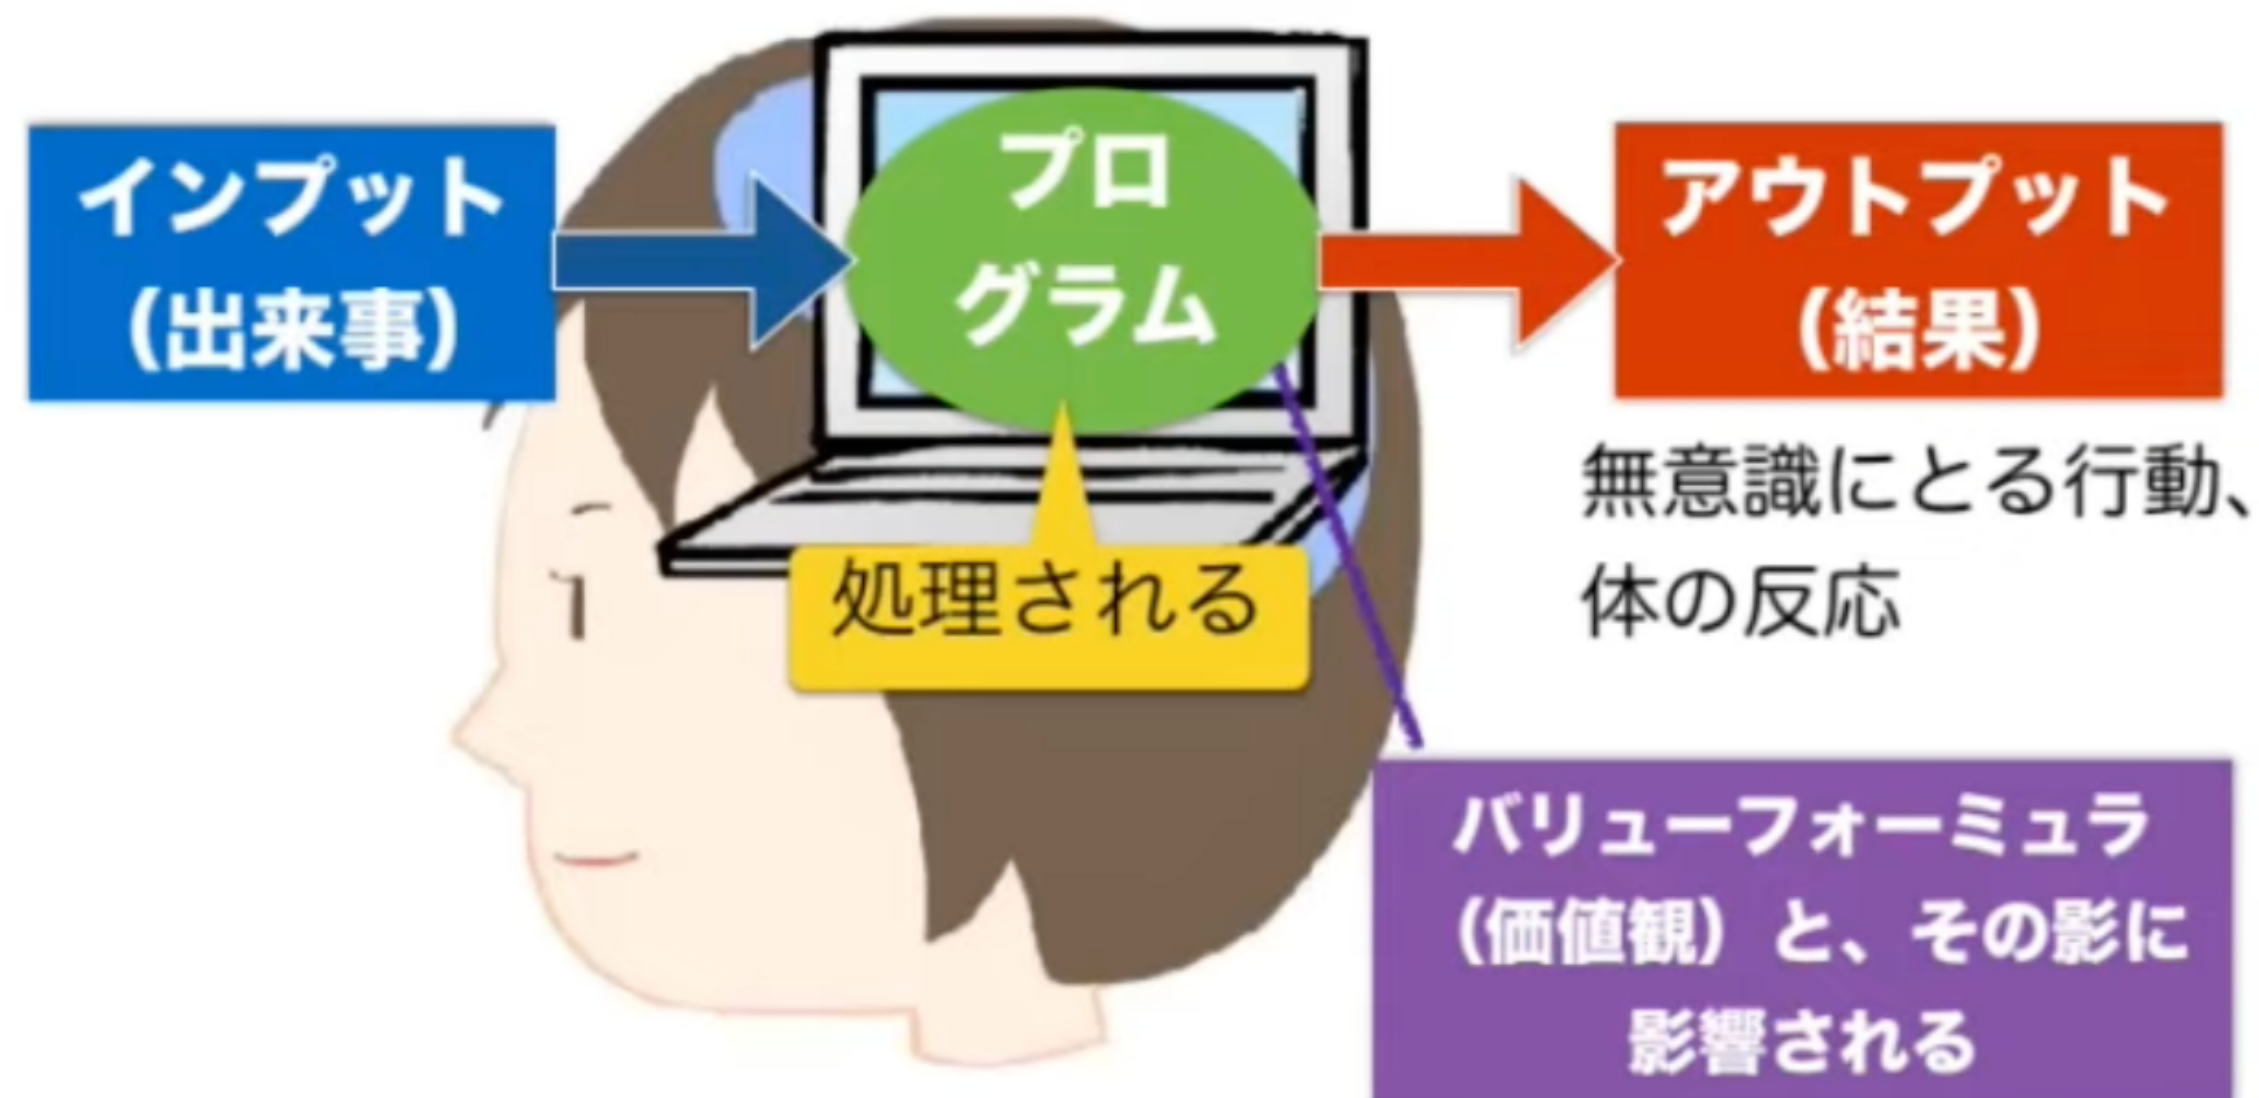 インプット
(出来事)
プロ
グラム
処理される
アウトプット
(結果)
無意識にとる行動、
体の反応
バリューフォーミュラ
（価値観）と、その影に
影響される